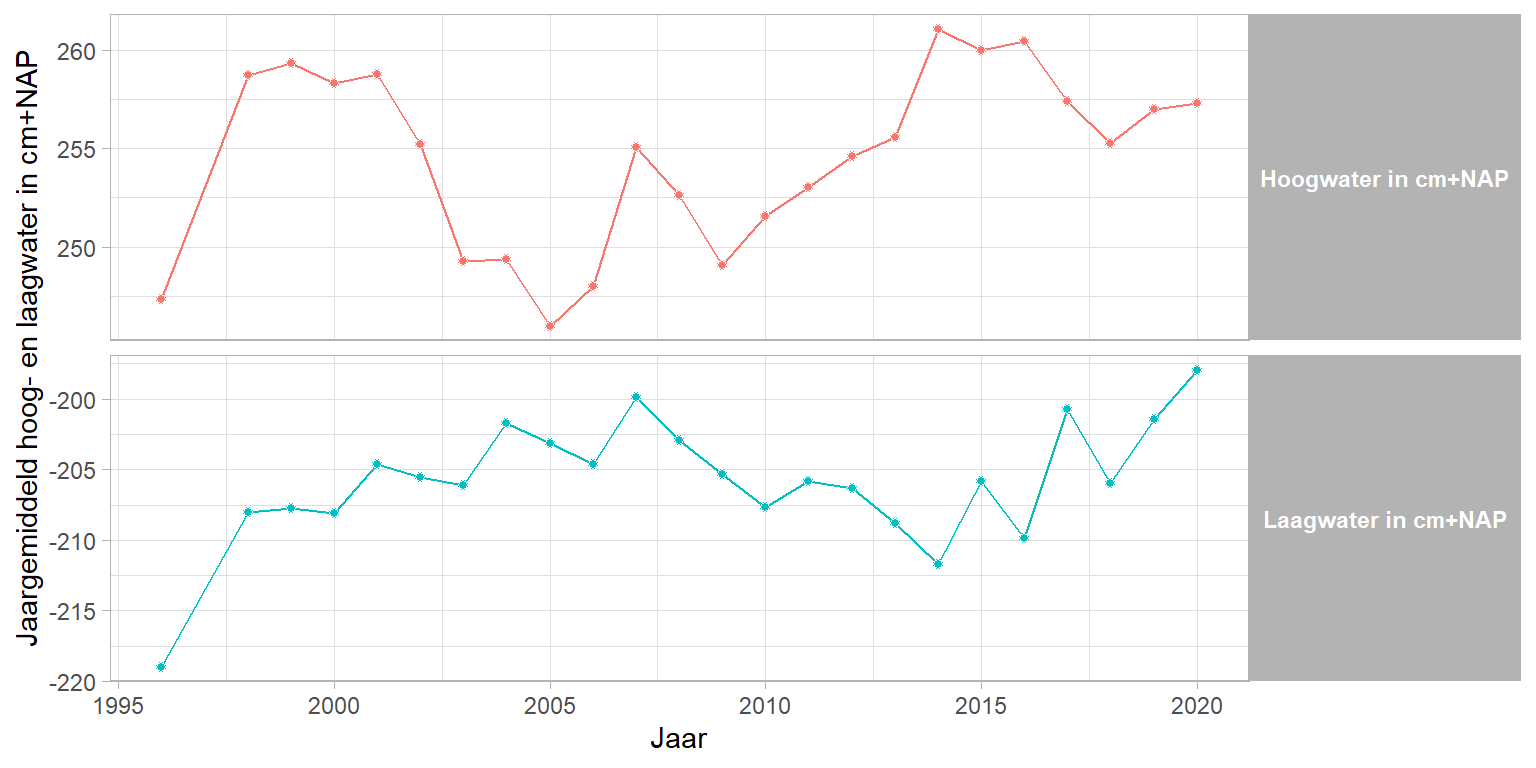 Jaargemiddeld hoog- en laagwater in cm+NAP
260
255
250
Hoogwater in cm+NAP
-200
-205
-210
-215
-220
Laagwater in cm+NAP
1995 2000 2005 2010 2015 2020
Jaar